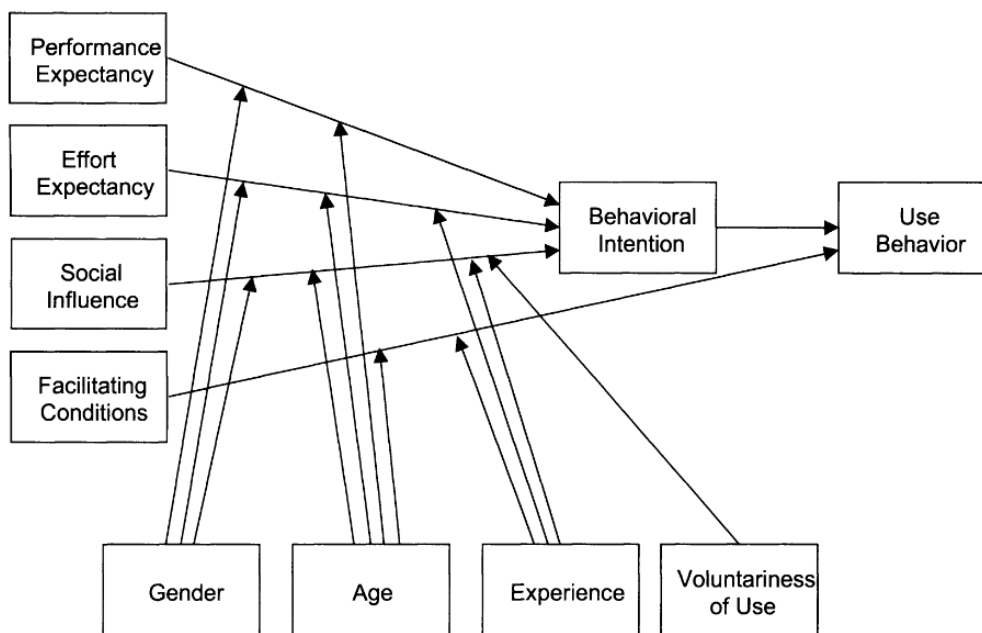 Performance
Expectancy
Effort
Expectancy
Social
Influence
Facilitating
Conditions
Behavioral
Intention
Use
Behavior
Gender
Age
Experience
Voluntariness
of Use